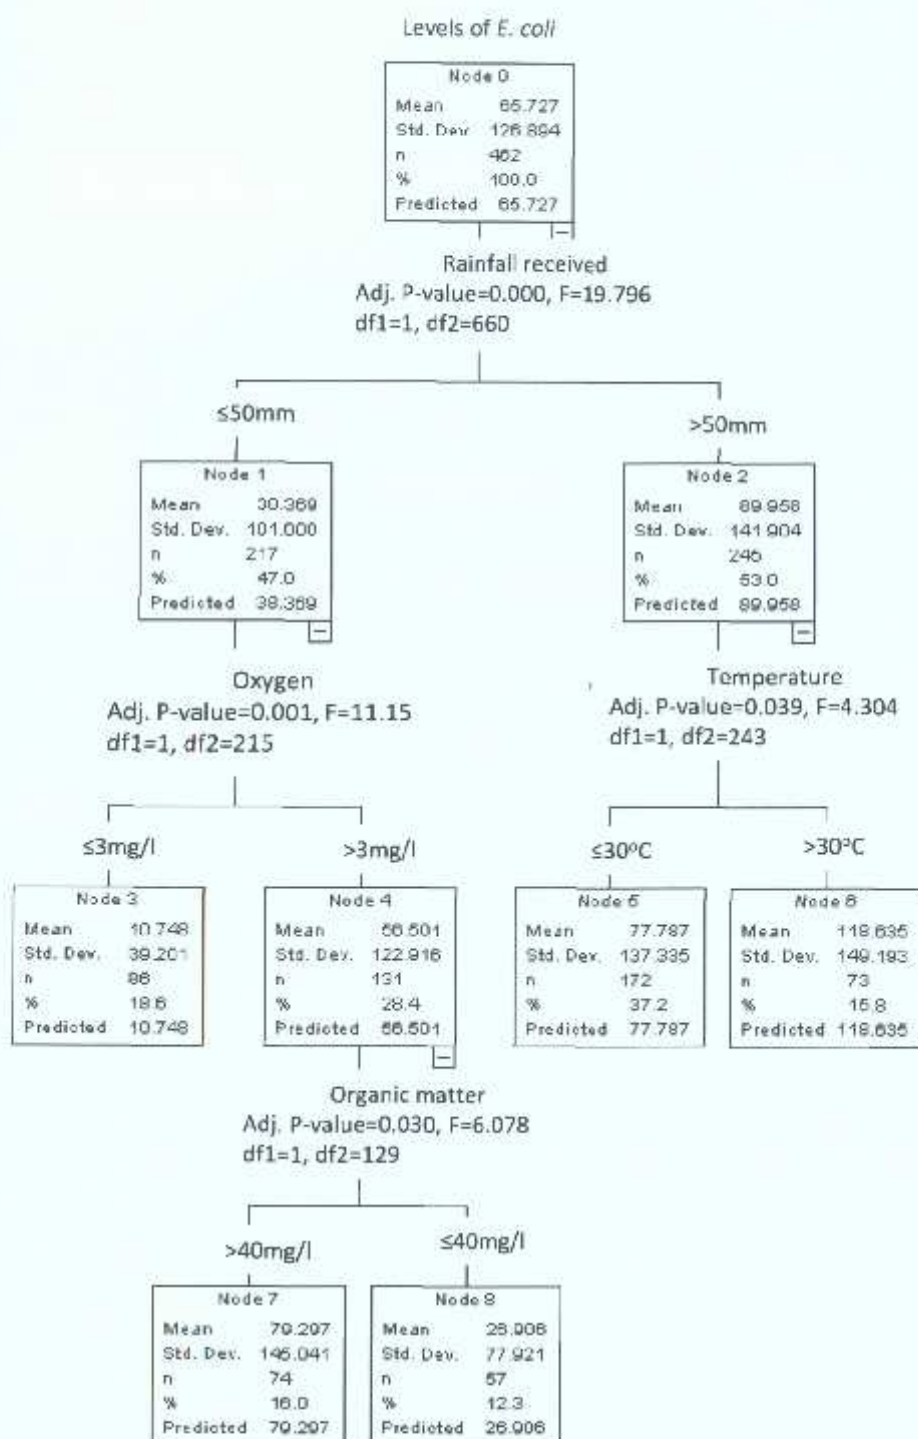 Levels of E. coli
Node 0
Mean 65.727
Std. Dev. 126.894
n 462
% 100.0
Predicted 65.727
Rainfall received
Adj. P-value=0.000, F=19.796
df1=1, df2=660
≤50mm
>50mm
Node 1
Mean 30.369
Std. Dev. 101.000
n 217
% 47.0
Predicted 38.369
Node 2
Mean 89.958
Std. Dev. 141.904
n 245
% 53.0
Predicted 89.958
Oxygen
Adj. P-value=0.001, F=11.15
df1=1, df2=215
Temperature
Adj. P-value=0.039, F=4.304
df1=1, df2=243
≤3mg/l
>3mg/l
≤30°C
>30°C
Node 3
Mean 10.748
Std. Dev. 39.201
n 86
% 18.6
Predicted 10.748
Node 4
Mean 56.501
Std. Dev. 122.916
n 131
% 28.4
Predicted 56.501
Node 5
Mean 77.787
Std. Dev. 137.335
n 172
% 37.2
Predicted 77.787
Node 6
Mean 118.635
Std. Dev. 149.193
n 73
% 15.8
Predicted 118.635
Organic matter
Adj. P-value=0.030, F=6.078
df1=1, df2=129
>40mg/l
≤40mg/l
Node 7
Mean 79.297
Std. Dev. 145.041
n 74
% 16.0
Predicted 79.297
Node 8
Mean 26.906
Std. Dev. 77.921
n 57
% 12.3
Predicted 26.906